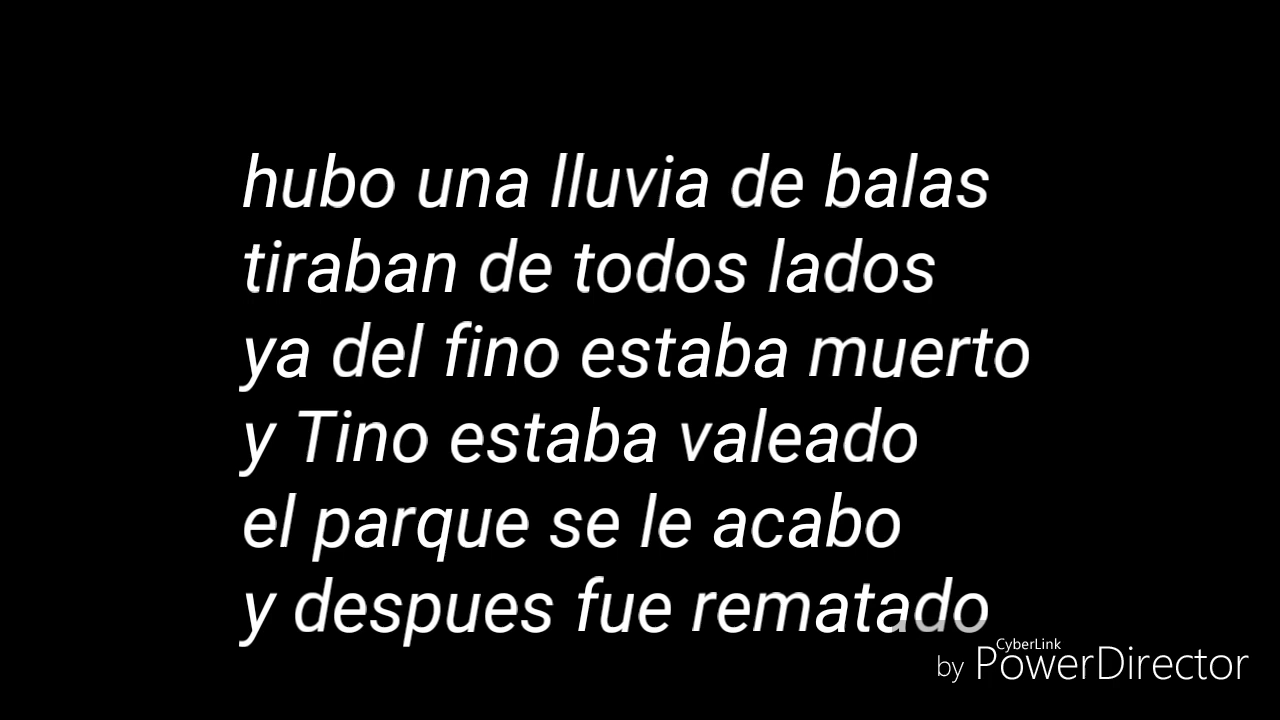 hubo una lluvia de balas
tiraban de todos lados
ya del fino estaba muerto
y Tino estaba valeado
el parque se le acabo
y despues fue rematado
CyberLink
by PowerDirector